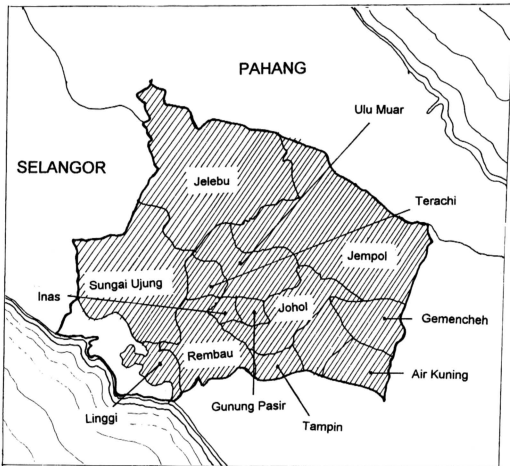 PAHANG
Ulu Muar
SELANGOR
Jelebu
Terachi
Jempol
Sungai Ujung
Inas
Johol
Gemencheh
Rembau
Air Kuning
Linggi
Gunung Pasir
Tampin